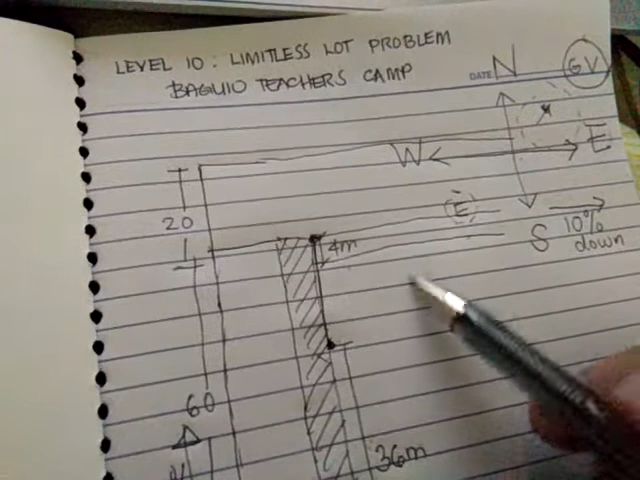 LEVEL 10: LIMITLESS LOT PROBLEM
BAGUIO TEACHERS CAMP
DATE N
GV
W E
20
E
4m
S 10%
down
60
36m